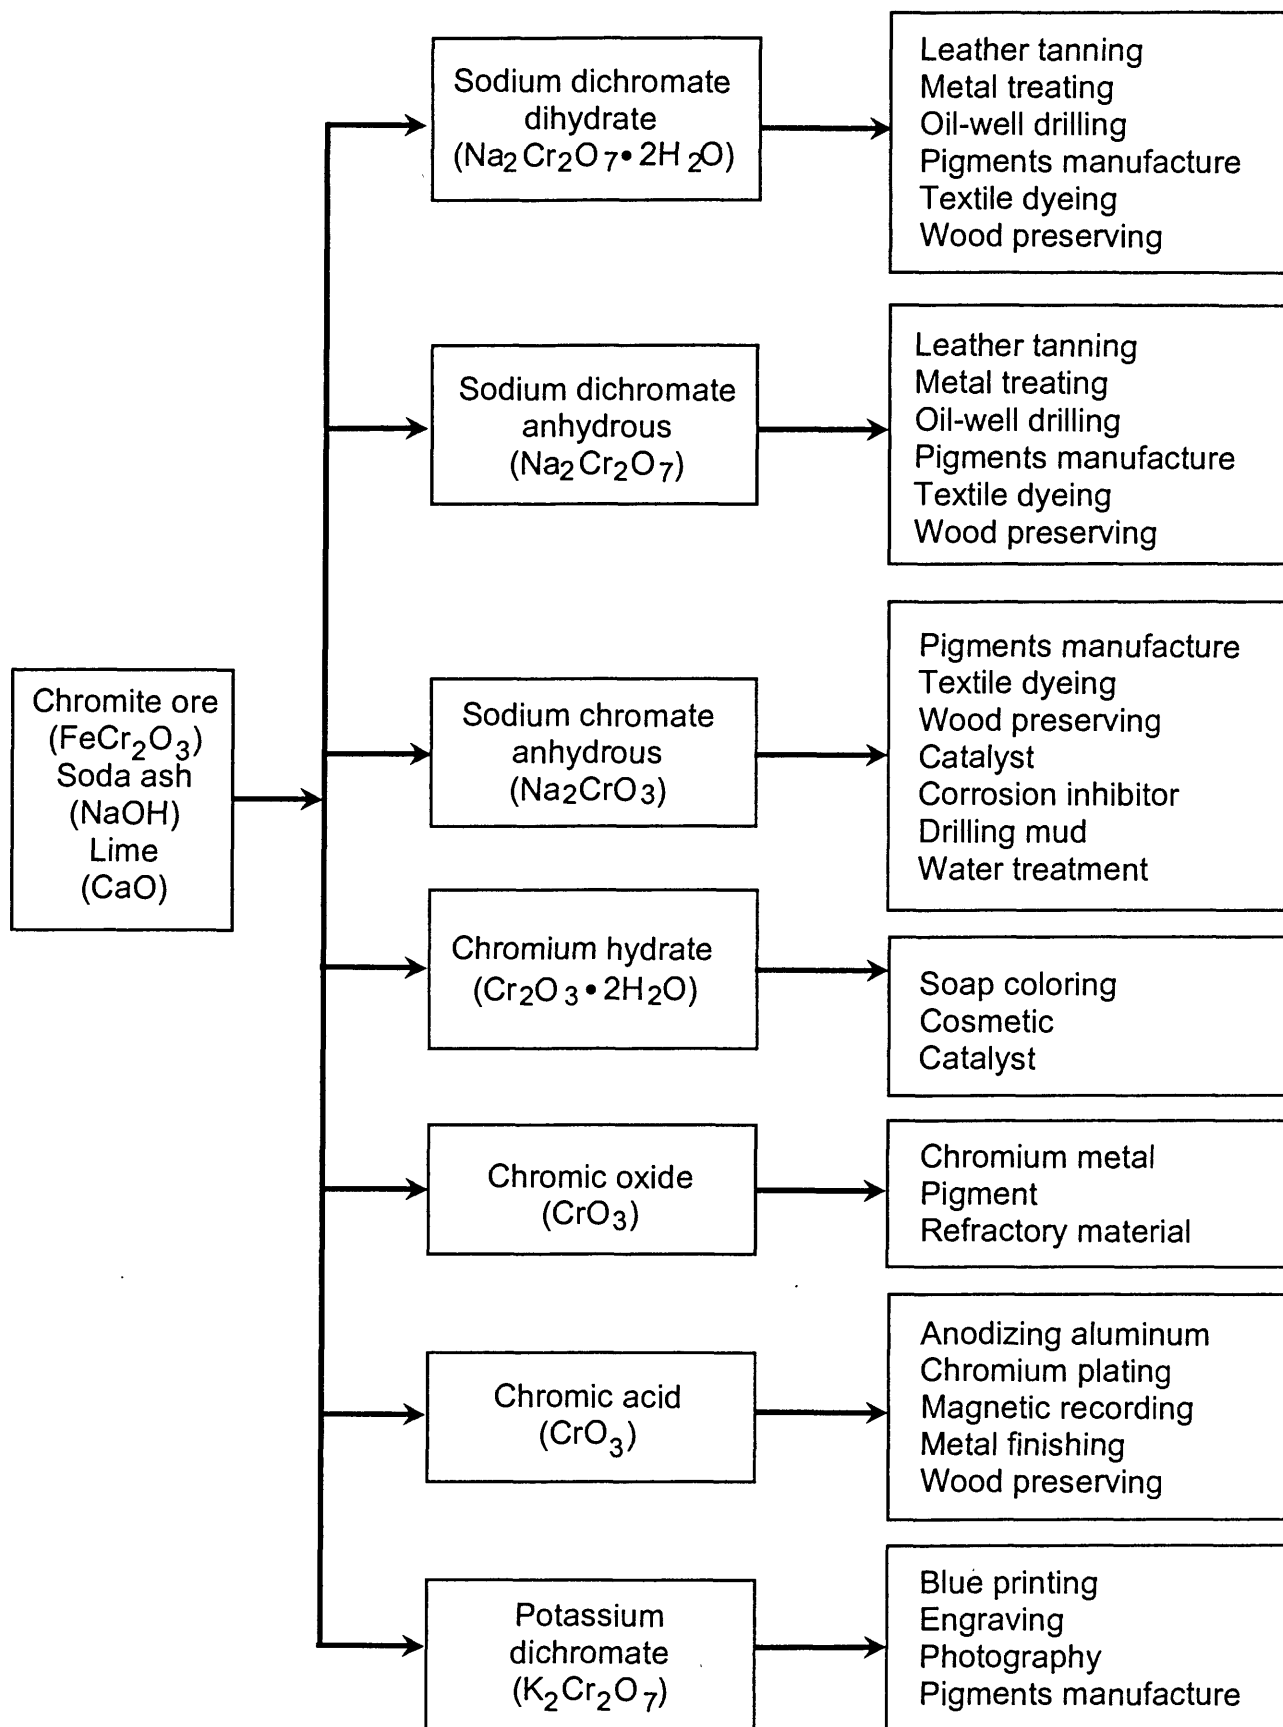 Chromite ore
(FeCr₂O₃)
Soda ash
(NaOH)
Lime
(CaO)
Sodium dichromate
dihydrate
(Na₂Cr₂O₇•2H₂O)
Leather tanning
Metal treating
Oil-well drilling
Pigments manufacture
Textile dyeing
Wood preserving
Sodium dichromate
anhydrous
(Na₂Cr₂O₇)
Leather tanning
Metal treating
Oil-well drilling
Pigments manufacture
Textile dyeing
Wood preserving
Sodium chromate
anhydrous
(Na₂CrO₃)
Pigments manufacture
Textile dyeing
Wood preserving
Catalyst
Corrosion inhibitor
Drilling mud
Water treatment
Chromium hydrate
(Cr₂O₃•2H₂O)
Soap coloring
Cosmetic
Catalyst
Chromic oxide
(CrO₃)
Chromium metal
Pigment
Refractory material
Chromic acid
(CrO₃)
Anodizing aluminum
Chromium plating
Magnetic recording
Metal finishing
Wood preserving
Potassium
dichromate
(K₂Cr₂O₇)
Blue printing
Engraving
Photography
Pigments manufacture